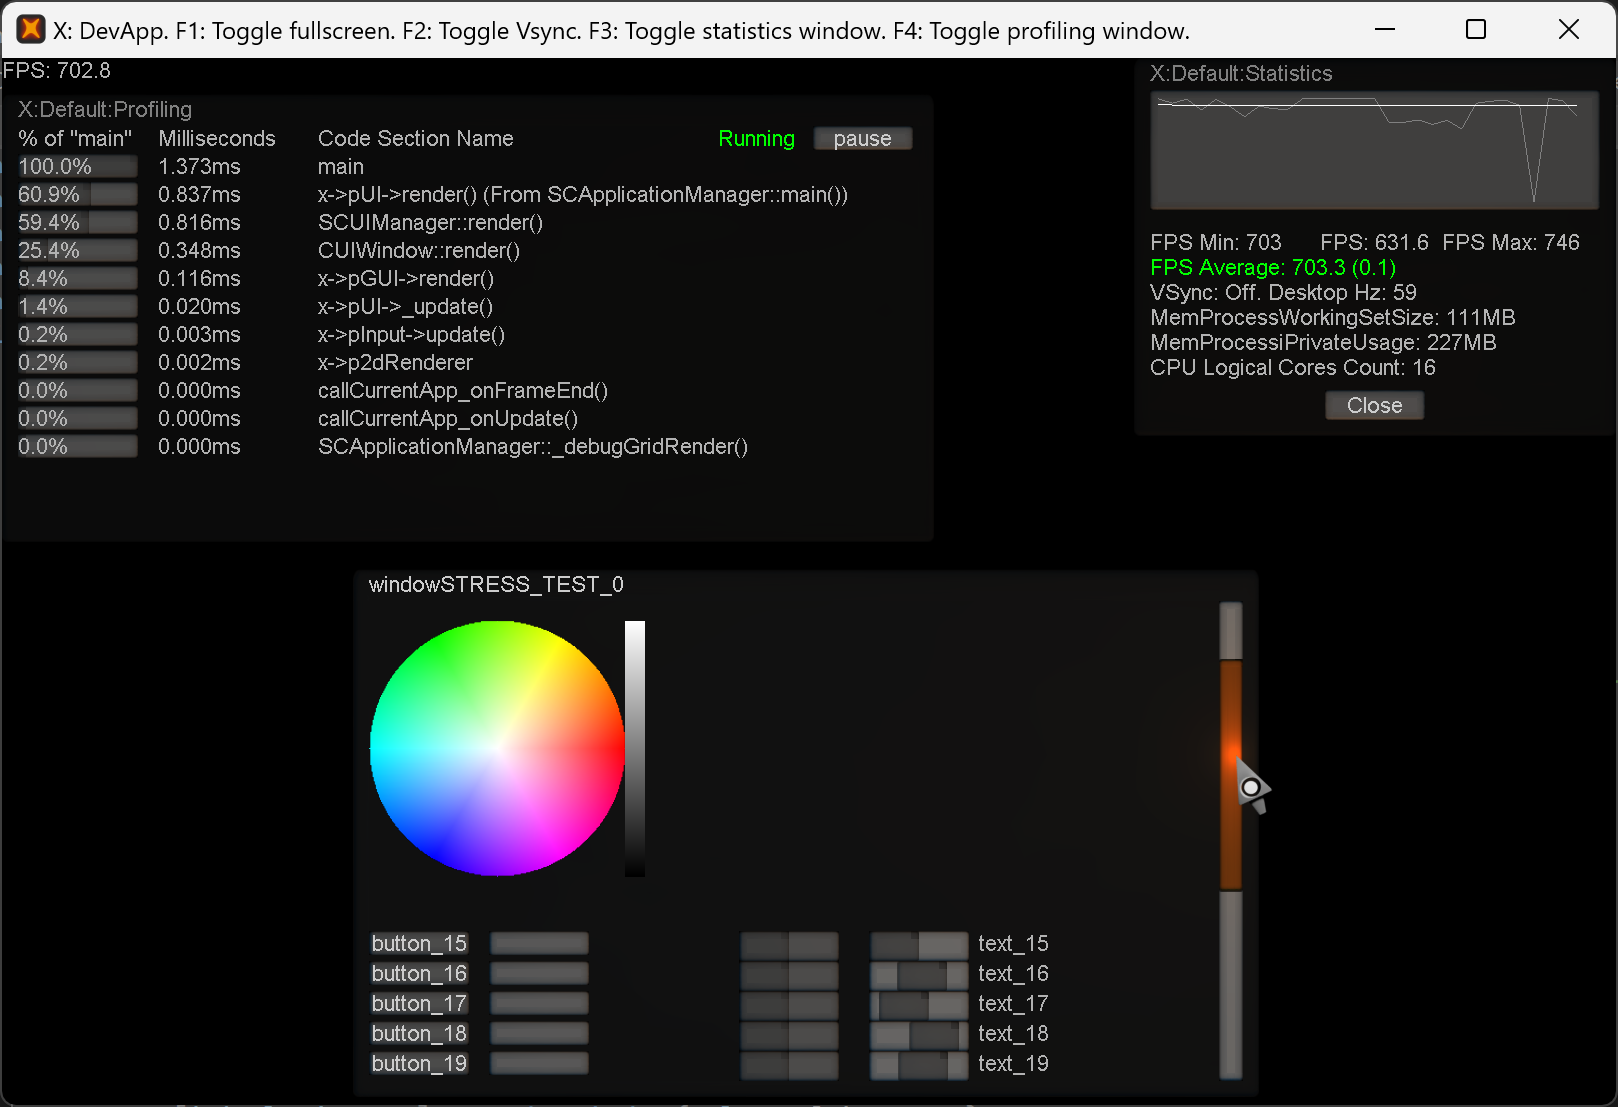 X: DevApp. F1: Toggle fullscreen. F2: Toggle Vsync. F3: Toggle statistics window. F4: Toggle profiling window.
FPS: 702.8
X:Default:Profiling
% of "main" Milliseconds Code Section Name Running pause
100.0% 1.373ms main
60.9% 0.837ms x->pUI->render() (From SCApplicationManager::main())
59.4% 0.816ms SCUIManager::render()
25.4% 0.348ms CUIWindow::render()
8.4% 0.116ms x->pGUI->render()
1.4% 0.020ms x->pUI->_update()
0.2% 0.003ms x->pInput->update()
0.2% 0.002ms x->p2dRenderer
0.0% 0.000ms callCurrentApp_onFrameEnd()
0.0% 0.000ms callCurrentApp_onUpdate()
0.0% 0.000ms SCApplicationManager::_debugGridRender()
X:Default:Statistics
FPS Min: 703 FPS: 631.6 FPS Max: 746
FPS Average: 703.3 (0.1)
VSync: Off. Desktop Hz: 59
MemProcessWorkingSetSize: 111MB
MemProcessiPrivateUsage: 227MB
CPU Logical Cores Count: 16
Close
windowSTRESS_TEST_0
button_15 text_15
button_16 text_16
button_17 text_17
button_18 text_18
button_19 text_19